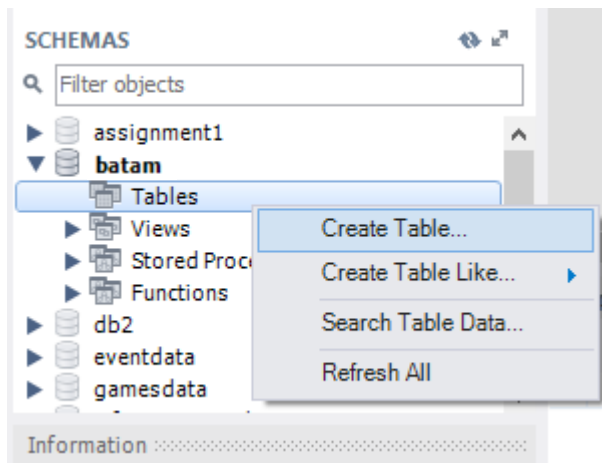 SCHEMAS
Filter objects
assignment1
batam
Tables
Views
Stored Proc
Functions
db2
eventdata
gamesdata
Create Table...
Create Table Like...
Search Table Data...
Refresh All
Information